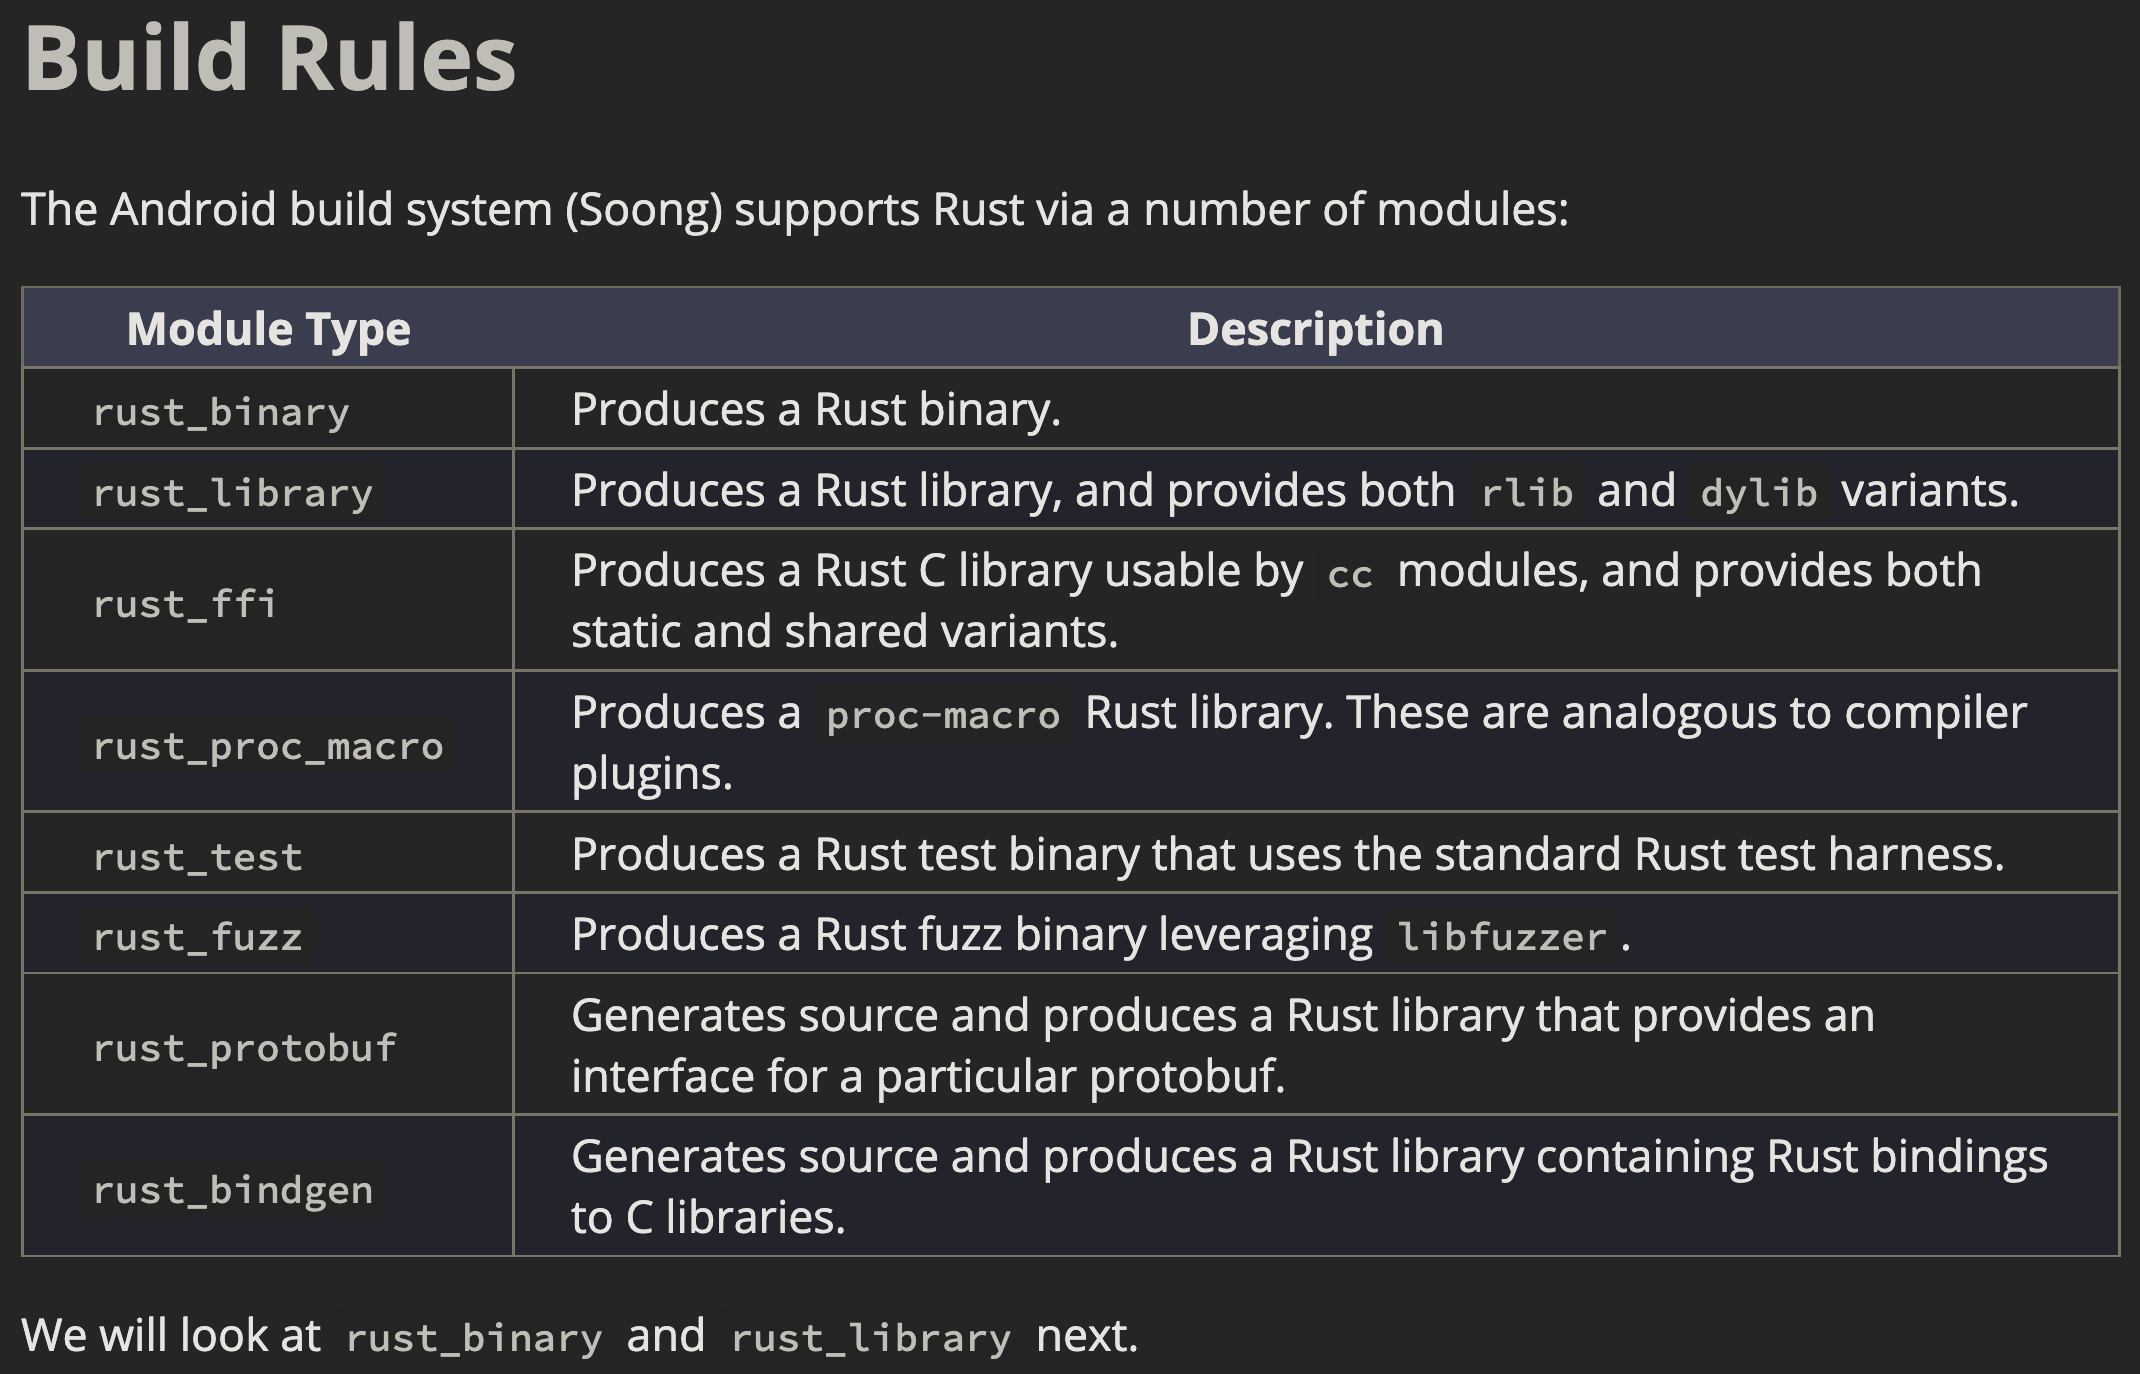 Build Rules
The Android build system (Soong) supports Rust via a number of modules:
Module Type Description
rust_binary Produces a Rust binary.
rust_library Produces a Rust library, and provides both rlib and dylib variants.
rust_ffi Produces a Rust C library usable by cc modules, and provides both
static and shared variants.
rust_proc_macro Produces a proc-macro Rust library. These are analogous to compiler
plugins.
rust_test Produces a Rust test binary that uses the standard Rust test harness.
rust_fuzz Produces a Rust fuzz binary leveraging libfuzzer.
rust_protobuf Generates source and produces a Rust library that provides an
interface for a particular protobuf.
rust_bindgen Generates source and produces a Rust library containing Rust bindings
to C libraries.
We will look at rust_binary and rust_library next.